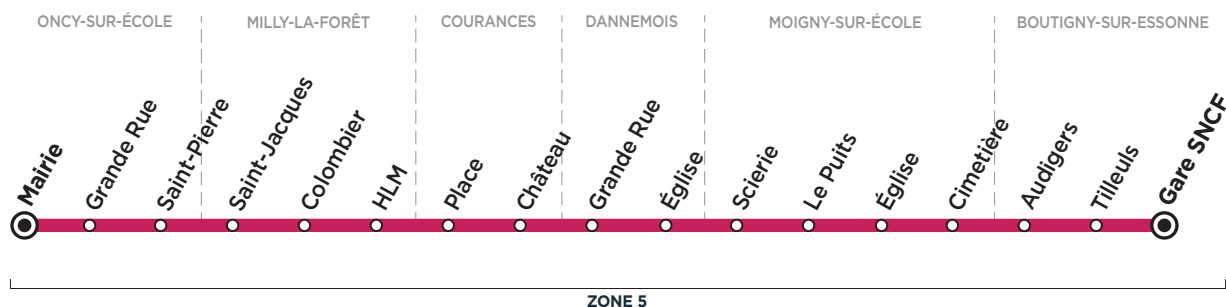 ONCY-SUR-ÉCOLE
MILLY-LA-FORÊT
COURANCES
DANNEMOIS
MOIGNY-SUR-ÉCOLE
BOUTIGNY-SUR-ESSONNE
Mairie
Grande Rue
Saint-Pierre
Saint-Jacques
Colombier
HLM
Place
Château
Grande Rue
Église
Scierie
Le Puits
Église
Cimetière
Audigers
Tilleuls
Gare SNCF
ZONE 5